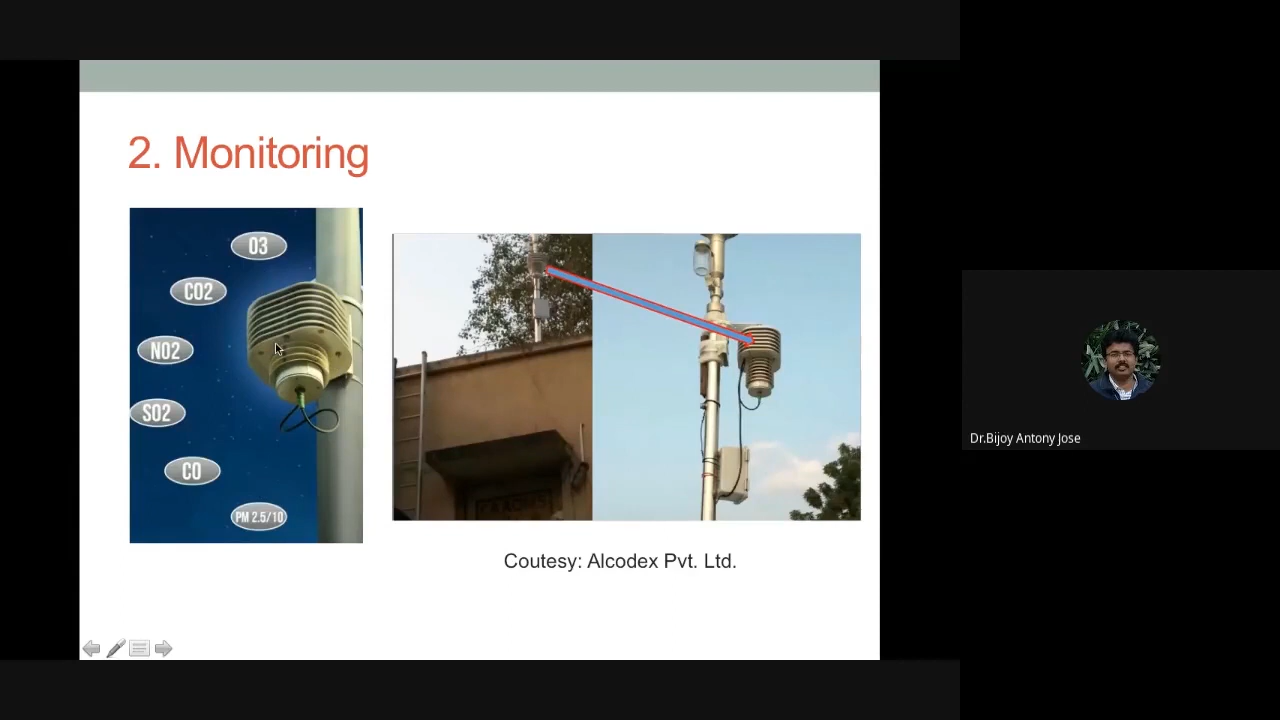 2. Monitoring
O3
CO2
NO2
SO2
CO
PM 2.5/10
Coutesy: Alcodex Pvt. Ltd.
Dr.Bijoy Antony Jose